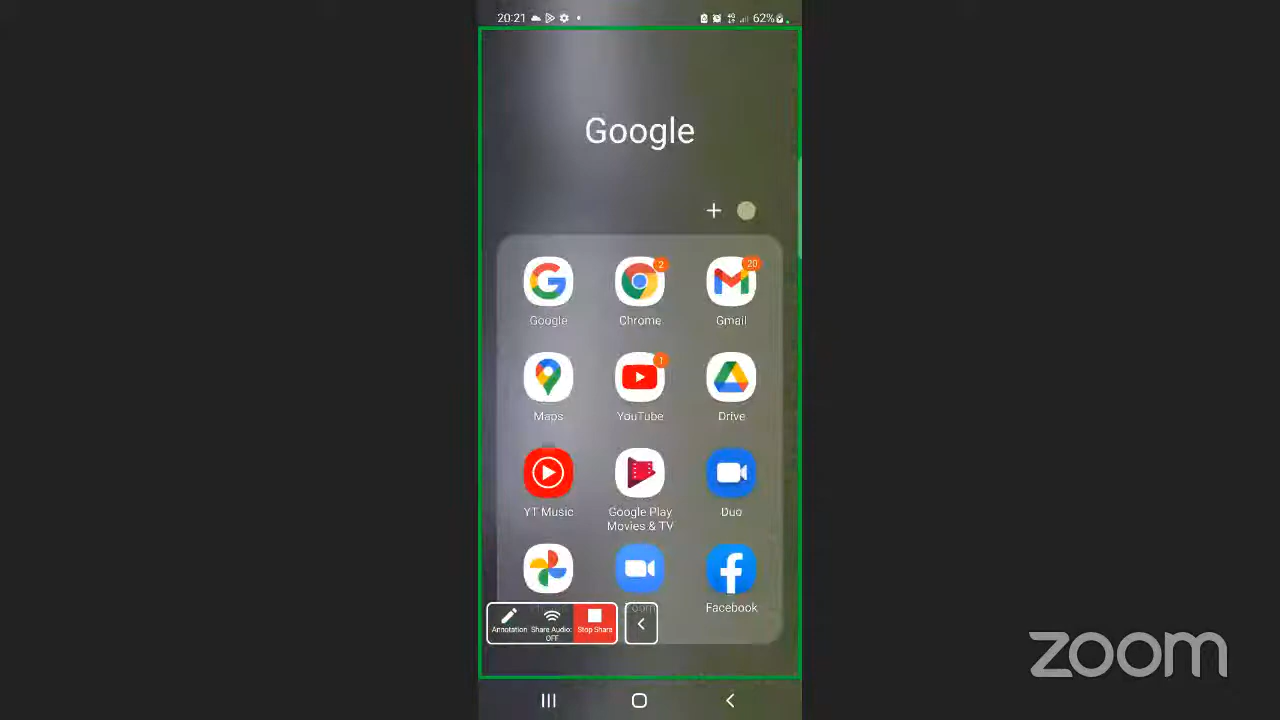 20:21 62%
Google
2 20
Google Chrome Gmail
1
Maps YouTube Drive
YT Music Google Play Duo
Movies & TV
Facebook
Annotation Share Audio: Stop Share
OFF
zoom